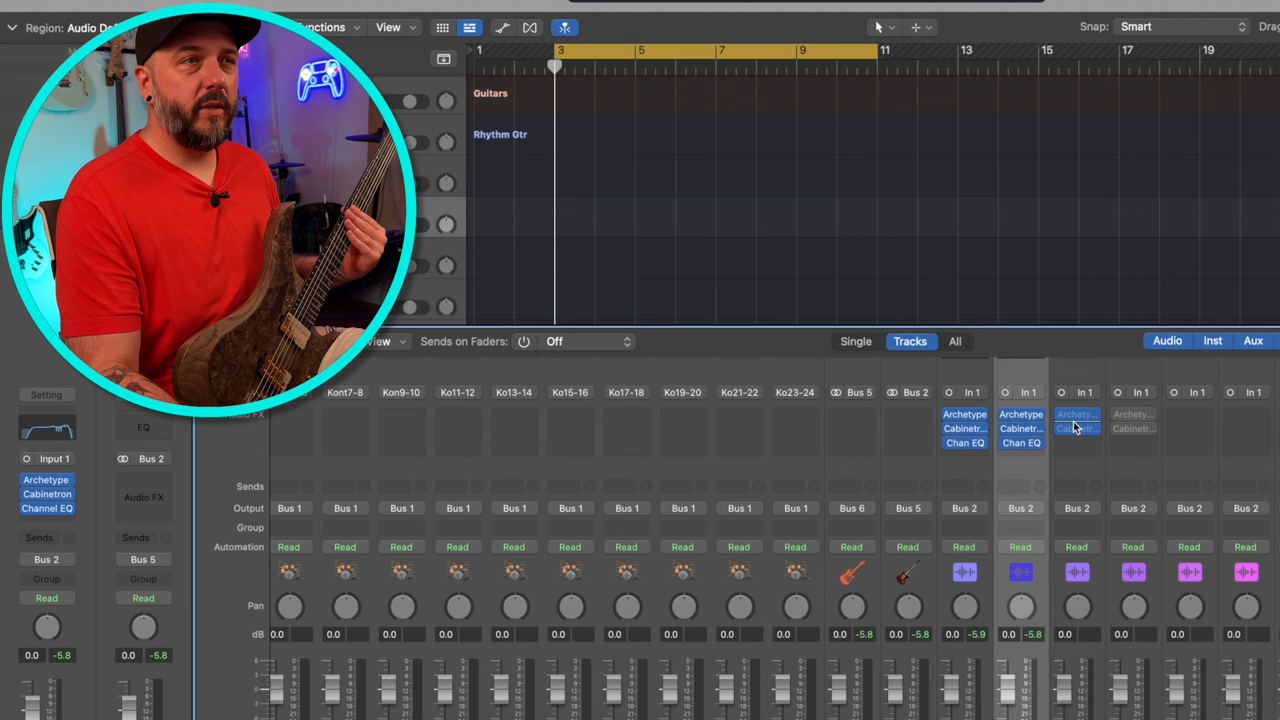 Region: Audio De
nctions
View
Snap: Smart
Drag
1 3 5 7 9 11 13 15 17 19
Guitars
Rhythm Gtr
View
Sends on Faders:
Off
Single
Tracks
All
Audio
Inst
Aux
Setting
EQ
Input 1
Bus 2
Archetype
Cabinetron
Channel EQ
Audio FX
Sends
Sends
Bus 2
Bus 5
Group
Group
Read
Read
0.0 -5.8 0.0 -5.8
Kont7-8 Kon9-10 Ko11-12 Ko13-14 Ko15-16 Ko17-18 Ko19-20 Ko21-22 Ko23-24 Bus 5 Bus 2 In 1 In 1 In 1 In 1 In 1 In 1
Archetype Archetype Archety... Archety...
Cabinetr... Cabinetr... Cabinetr... Cabinetr...
Chan EQ Chan EQ
Sends
Output Bus 1 Bus 1 Bus 1 Bus 1 Bus 1 Bus 1 Bus 1 Bus 1 Bus 1 Bus 1 Bus 6 Bus 5 Bus 2 Bus 2 Bus 2 Bus 2 Bus 2 Bus 2
Group
Automation Read Read Read Read Read Read Read Read Read Read Read Read Read Read Read Read Read Read
Pan
dB 0.0 0.0 0.0 0.0 0.0 0.0 0.0 0.0 0.0 0.0 0.0 -5.8 0.0 -5.8 0.0 -5.9 0.0 -5.8 0.0 0.0 0.0 0.0